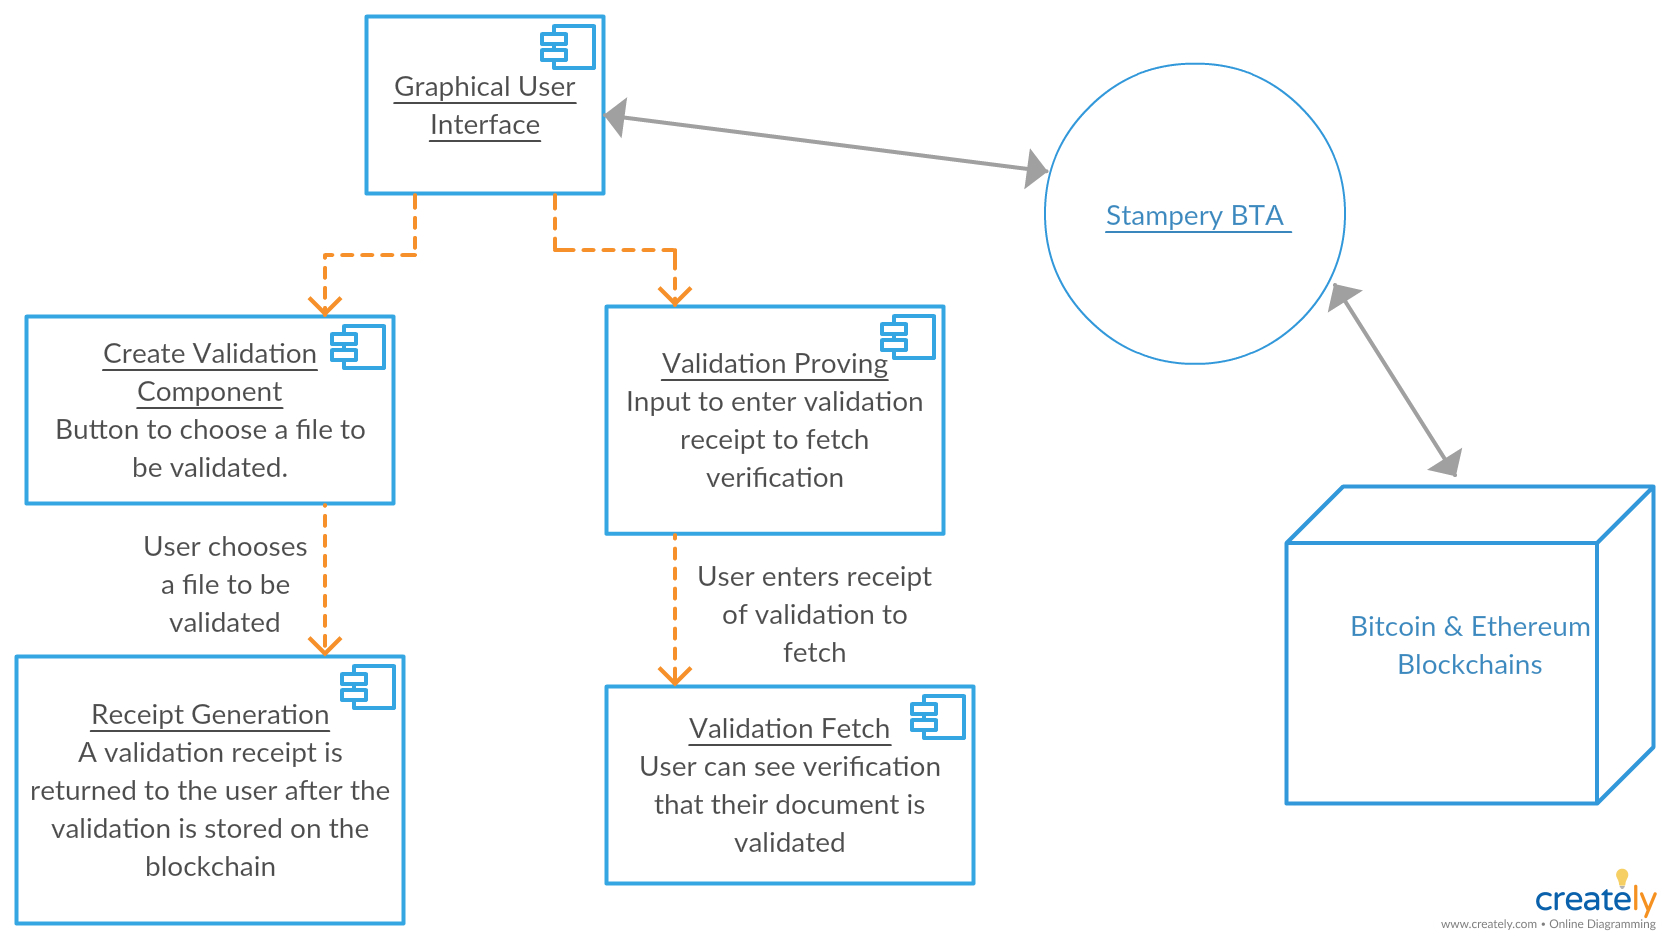 Graphical User
Interface
Stampery BTA
Create Validation
Component
Button to choose a file to
be validated.
Validation Proving
Input to enter validation
receipt to fetch
verification
User chooses
a file to be
validated
User enters receipt
of validation to
fetch
Bitcoin & Ethereum
Blockchains
Receipt Generation
A validation receipt is
returned to the user after the
validation is stored on the
blockchain
Validation Fetch
User can see verification
that their document is
validated
creately
www.creately.com • Online Diagramming